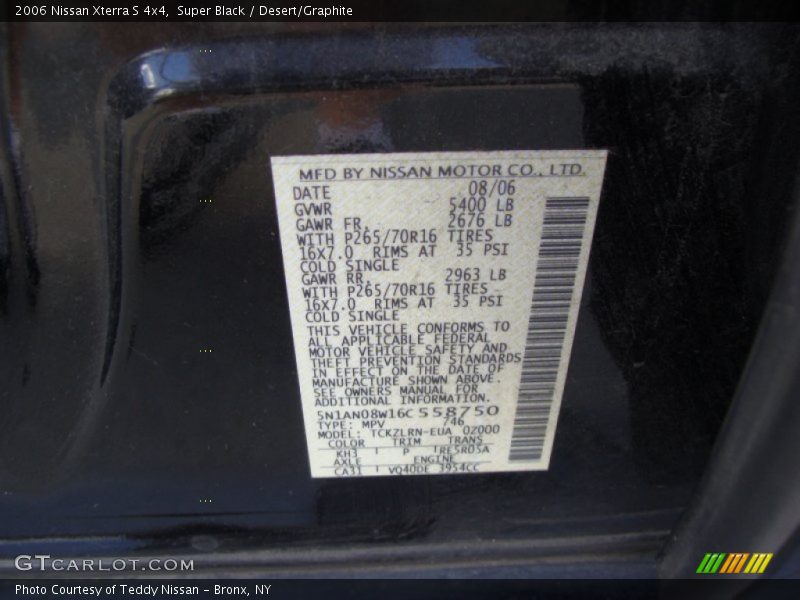 2006 Nissan Xterra S 4x4, Super Black / Desert/Graphite
MFD BY NISSAN MOTOR CO., LTD.
DATE 08/06
GVWR 5400 LB
GAWR FR. 2676 LB
WITH P265/70R16 TIRES
16X7.0 RIMS AT 35 PSI
COLD SINGLE
GAWR RR. 2963 LB
WITH P265/70R16 TIRES
16X7.0 RIMS AT 35 PSI
COLD SINGLE
THIS VEHICLE CONFORMS TO
ALL APPLICABLE FEDERAL
MOTOR VEHICLE SAFETY AND
THEFT PREVENTION STANDARDS
IN EFFECT ON THE DATE OF
MANUFACTURE SHOWN ABOVE.
SEE OWNERS MANUAL FOR
ADDITIONAL INFORMATION.
5N1AN08W16C558750
TYPE: MPV /46
MODEL: TCKZLRN-EUA 0Z000
COLOR TRIM TRANS
KH3 P RE5R05A
AXLE ENGINE
CA31 VQ40DE 3954CC
GTCARLOT.COM
Photo Courtesy of Teddy Nissan - Bronx, NY